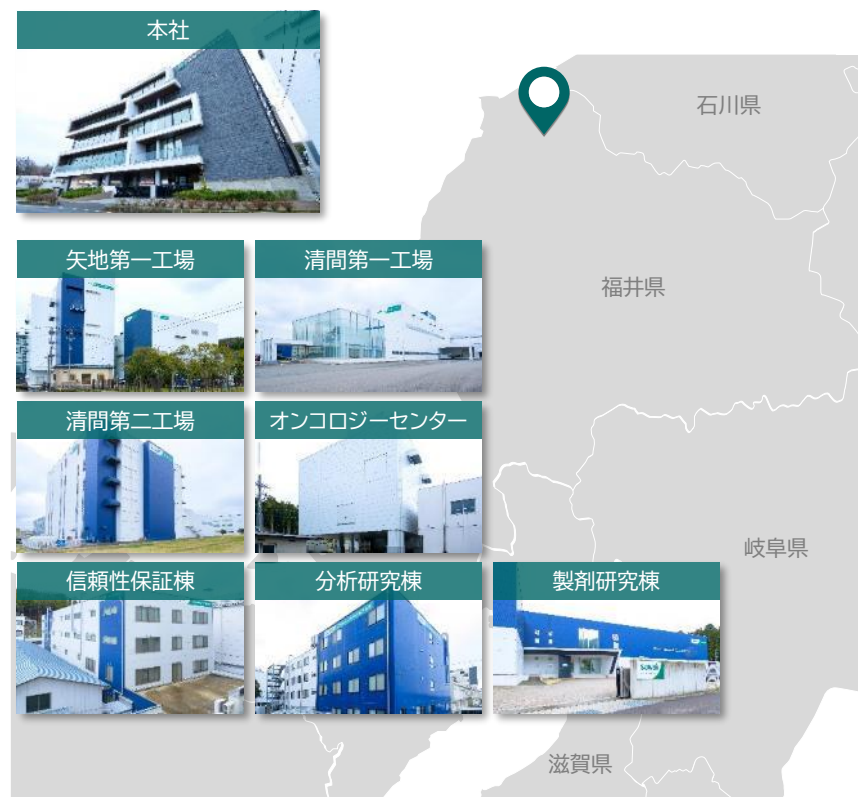 本社
石川県
福井県
矢地第一工場
清間第一工場
清間第二工場
オンコロジーセンター
岐阜県
信頼性保証棟
分析研究棟
製剤研究棟
滋賀県